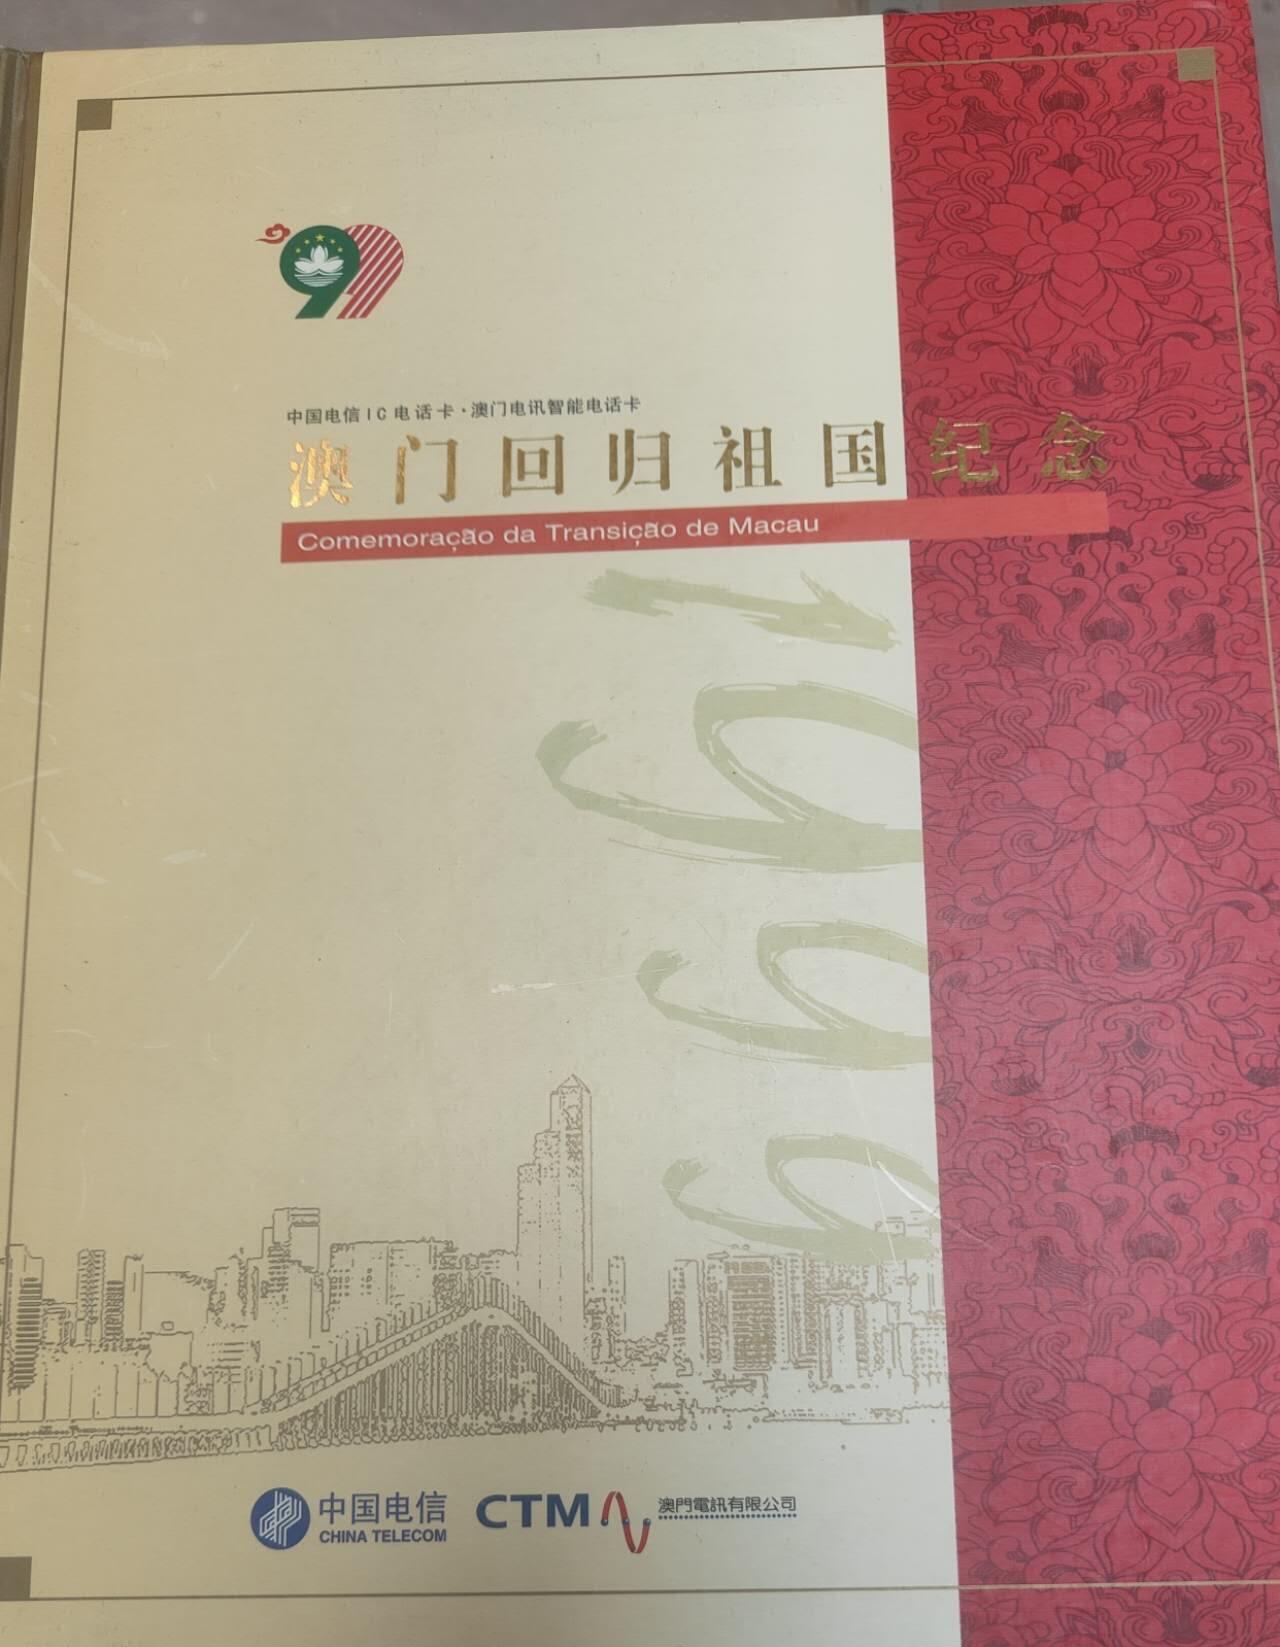 99
中国电信IC电话卡·澳门电讯智能电话卡
澳门回归祖国纪念
Comemoração da Transição de Macau
1999
中国电信
CHINA TELECOM
CTM
澳門電訊有限公司